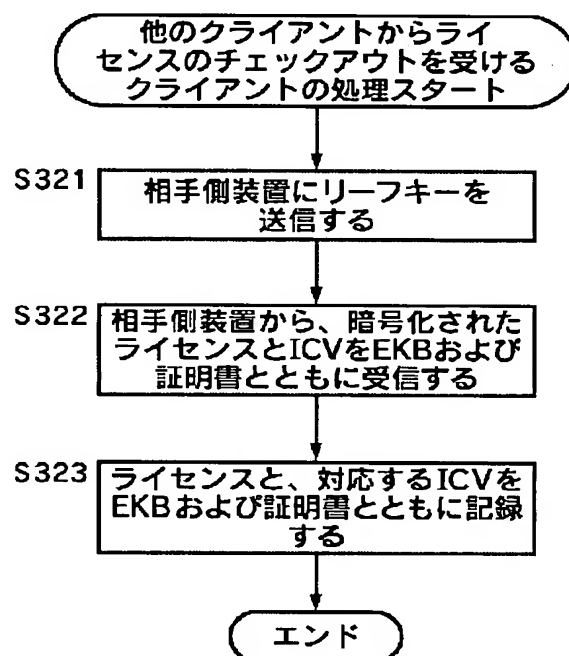 他のクライアントからライ
センスのチェックアウトを受ける
クライアントの処理スタート
S321
相手側装置にリーフキーを
送信する
S322
相手側装置から、暗号化された
ライセンスとICVをEKBおよび
証明書とともに受信する
S323
ライセンスと、対応するICVを
EKBおよび証明書とともに記録
する
エンド